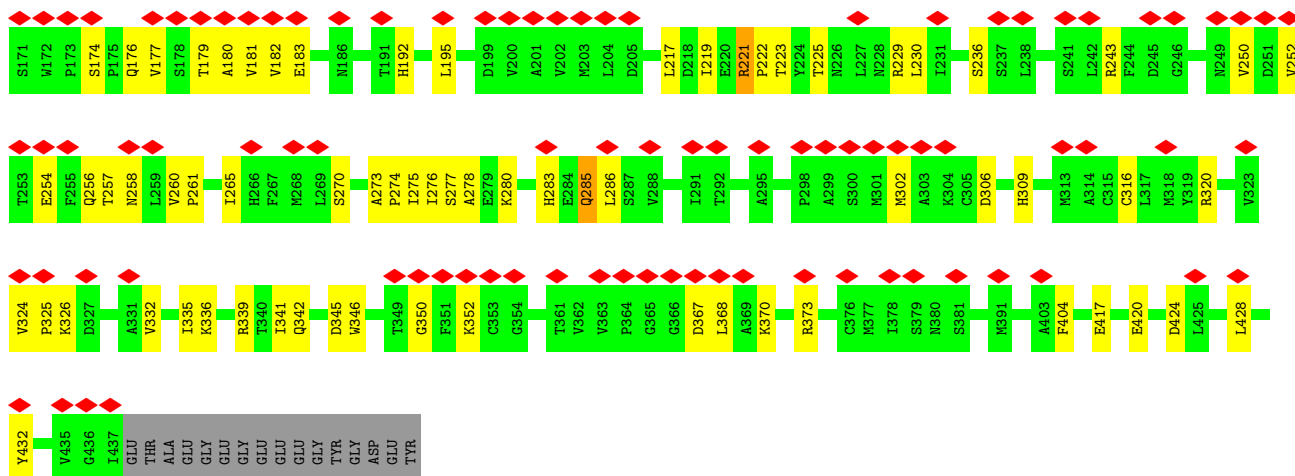 S171 W172 P173 S174 P175 Q176 V177 S178 T179 A180 V181 V182 E183 N186 T191 H192 L195 D199 V200 A201 V202 M203 L204 D205 L217 D218 I219 E220 R221 P222 T223 Y224 T225 N226 L227 N228 R229 L230 I231 S236 S237 L238 S241 L242 R243 F244 D245 G246 N249 V250 D251 V252
T253 E254 F255 Q256 T257 N258 L259 V260 P261 I265 H266 F267 M268 L269 S270 A273 P274 I275 I276 S277 A278 E279 K280 H283 E284 Q285 L286 S287 V288 I291 T292 A295 P298 A299 S300 M301 M302 A303 K304 C305 D306 H309 M313 A314 C315 C316 L317 M318 Y319 R320 V323
V324 P325 K326 D327 A331 V332 I335 K336 R339 T340 I341 Q342 D345 W346 T349 G350 F351 K352 C353 G354 T361 V362 V363 P364 G365 G366 D367 L368 A369 K370 R373 C376 M377 I378 S379 N380 S381 M391 A403 F404 E417 E420 D424 L425 L428
Y432 V435 G436 I437 GLU THR ALA GLU GLY GLU GLY GLU GLU GLU GLY TYR GLY ASP GLU TYR